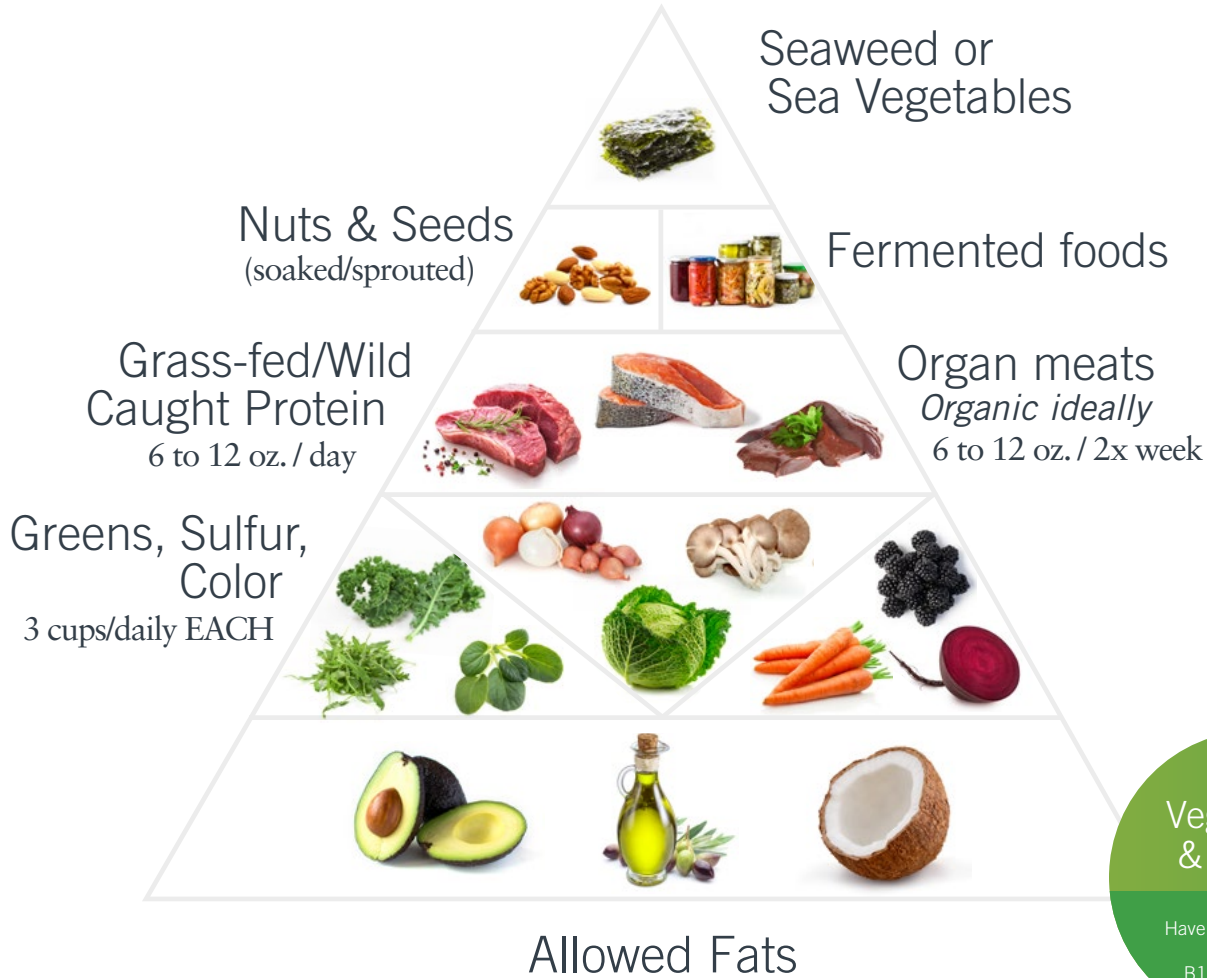 Seaweed or
Sea Vegetables
Nuts & Seeds
(soaked/sprouted)
Fermented foods
Grass-fed/Wild
Caught Protein
6 to 12 oz. / day
Organ meats
Organic ideally
6 to 12 oz. / 2x week
Greens, Sulfur,
Color
3 cups/daily EACH
&
Have
Allowed Fats